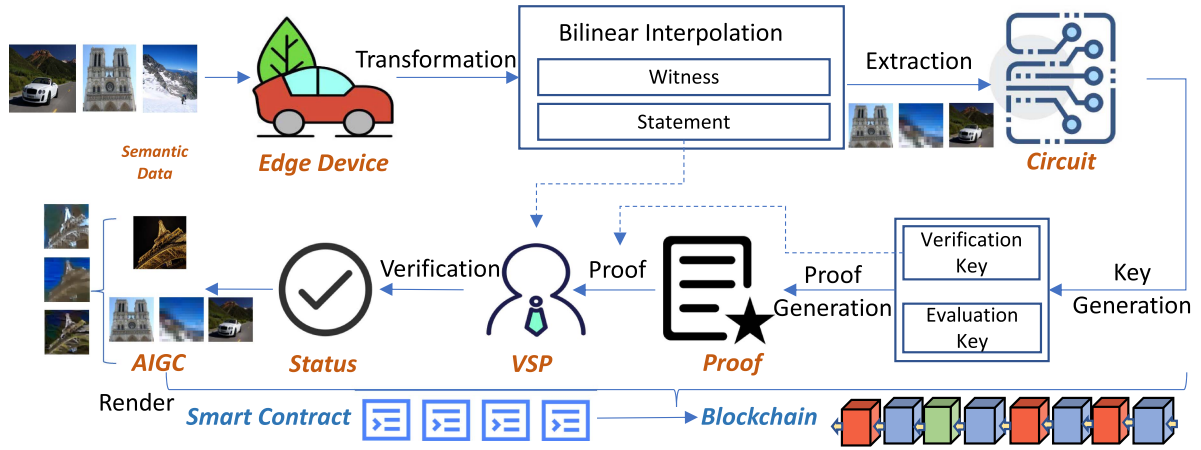 Transformation
Bilinear Interpolation
Witness
Statement
Extraction
Semantic
Data
Edge Device
Circuit
Verification
Proof
Proof
Generation
Verification
Key
Evaluation
Key
Key
Generation
AIGC
Status
VSP
Proof
Render
Smart Contract
Blockchain